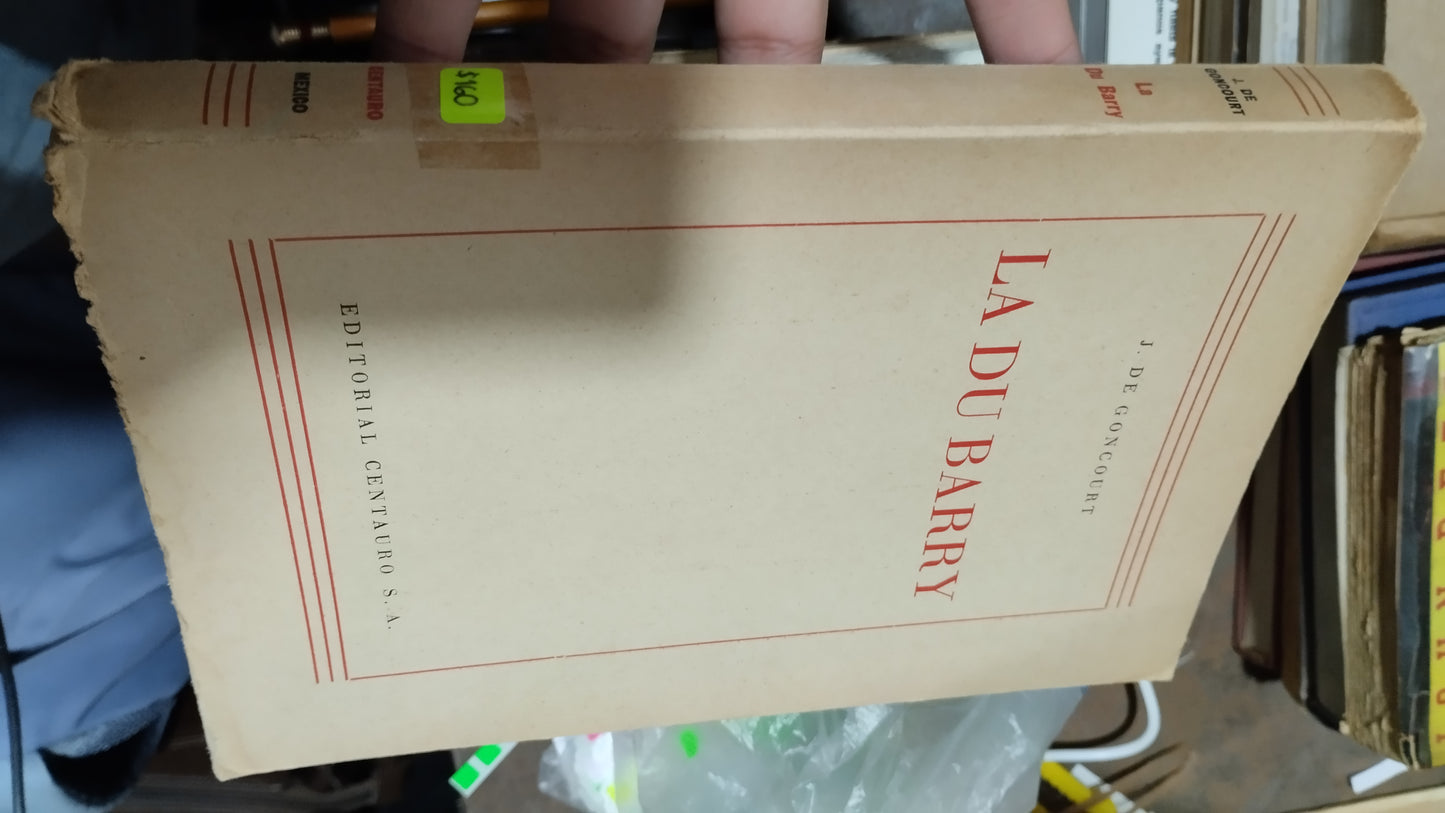 J. DE GONCOURT
LA DU BARRY
EDITORIAL CENTAURO S. A.
J. DE
GONCOURT
La
Du Barry
$160
CENTAURO
MEXICO